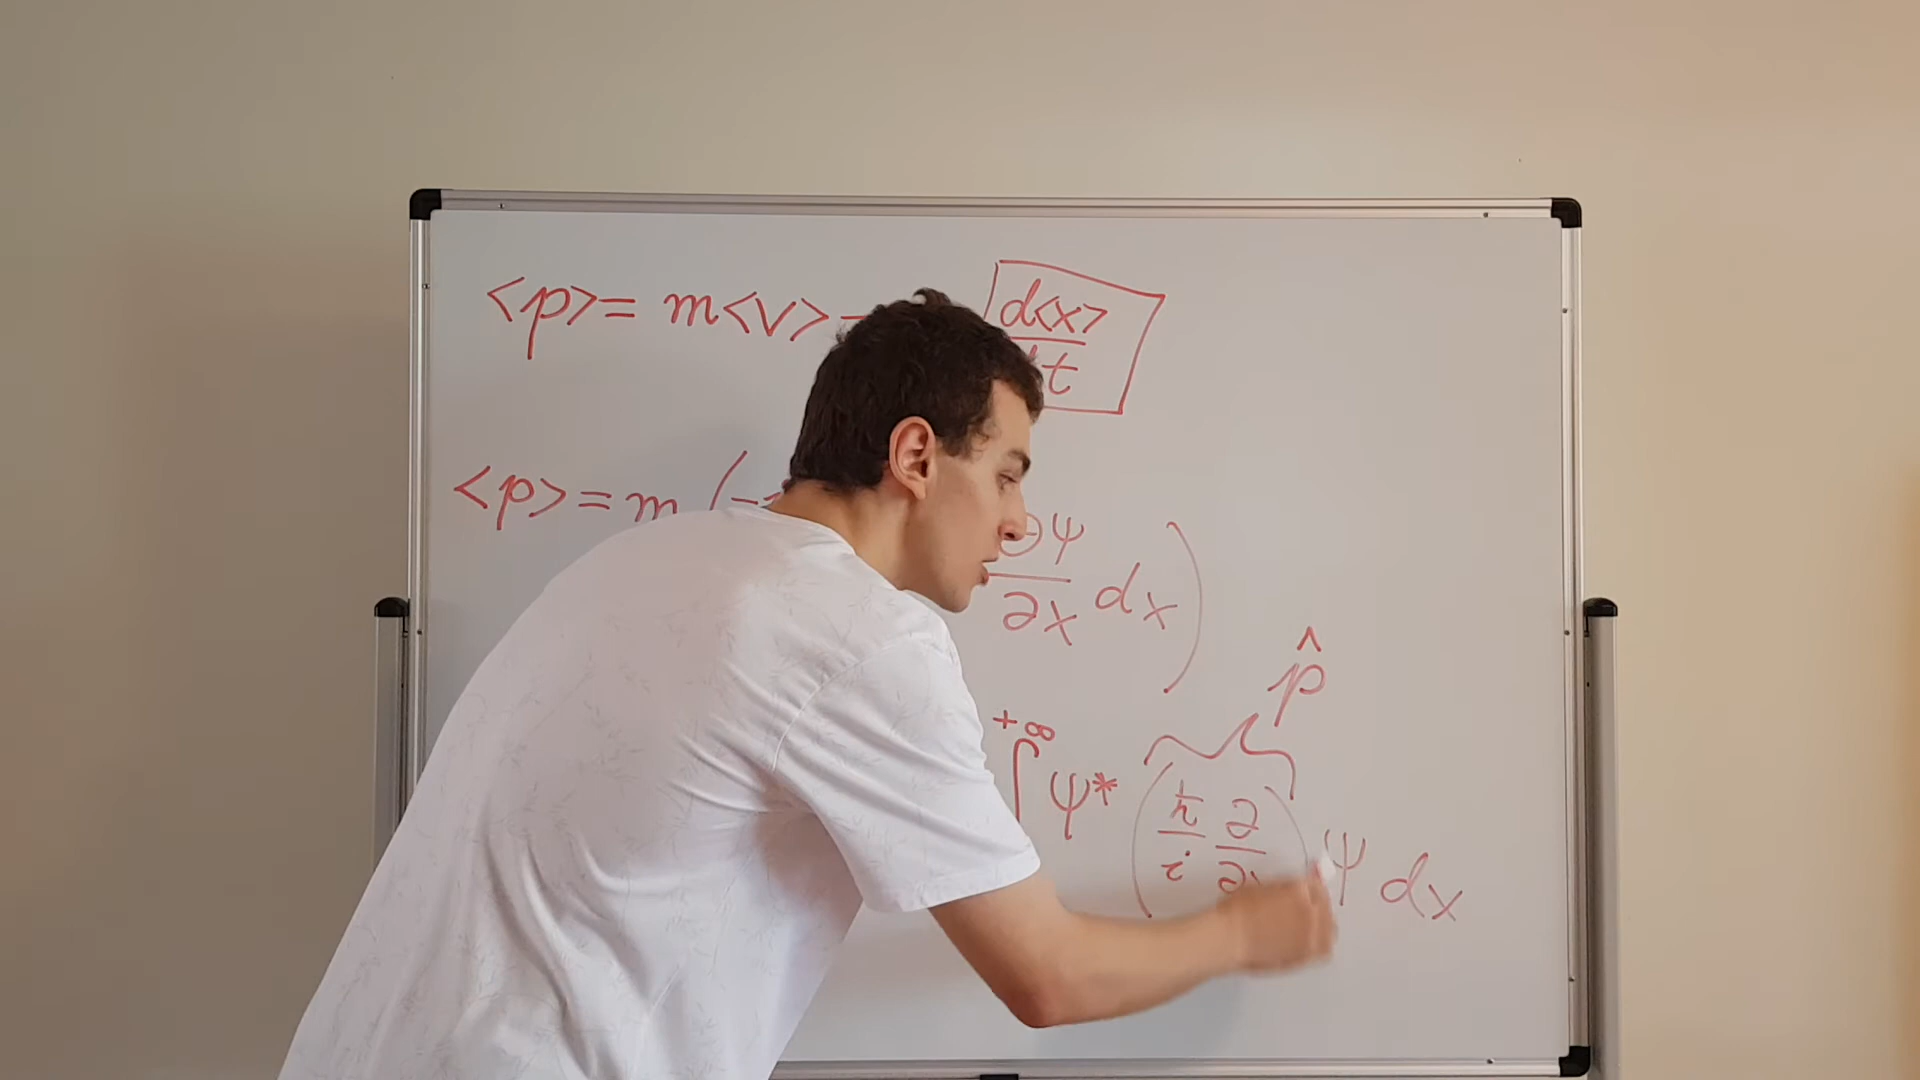 <p> = m<v> - d<x>/dt
<p> = m (- ∂ψ/∂x dx)
p̂
+∞ ∫ ψ* (ħ/i ∂/∂x) ψ dx